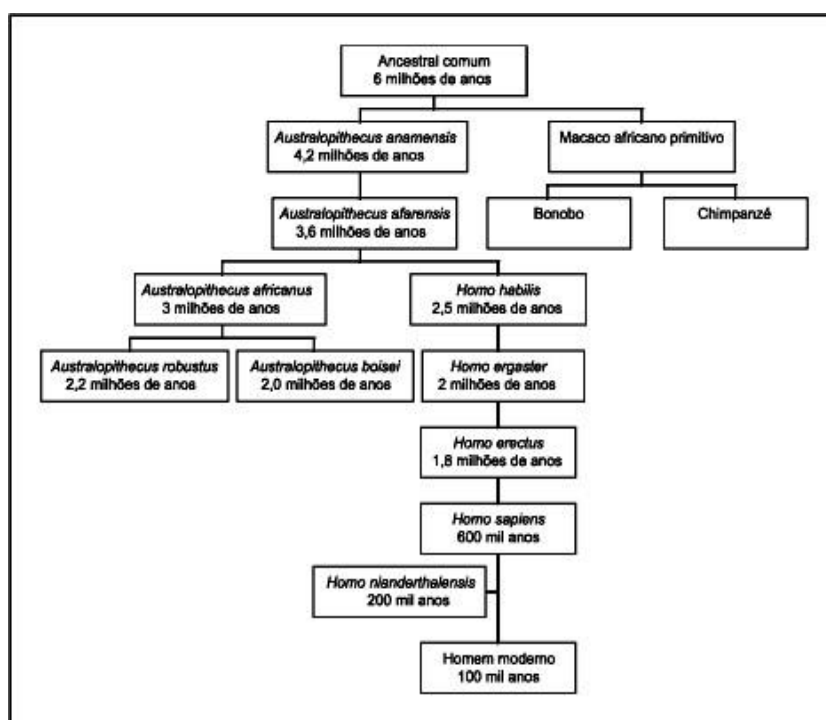 Ancestral comum
6 milhões de anos
Australopithecus anamensis
4,2 milhões de anos
Macaco africano primitivo
Australopithecus afarensis
3,6 milhões de anos
Bonobo
Chimpanzé
Australopithecus africanus
3 milhões de anos
Homo habilis
2,5 milhões de anos
Australopithecus robustus
2,2 milhões de anos
Australopithecus boisei
2,0 milhões de anos
Homo ergaster
2 milhões de anos
Homo erectus
1,8 milhões de anos
Homo sapiens
600 mil anos
Homo nianderthalensis
200 mil anos
Homem moderno
100 mil anos